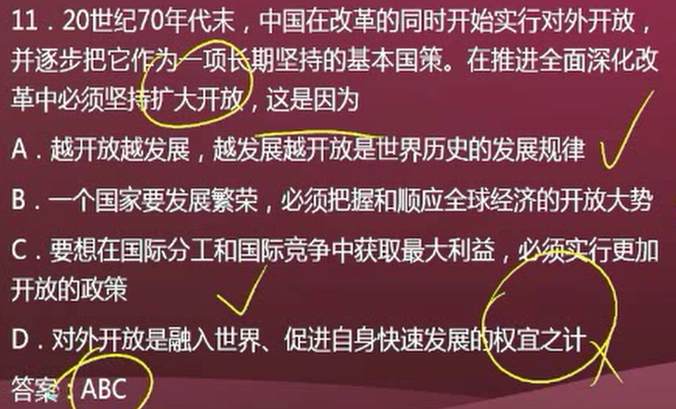 11．20世纪70年代末，中国在改革的同时开始实行对外开放，
并逐步把它作为一项长期坚持的基本国策。在推进全面深化改
革中必须坚持扩大开放，这是因为
A．越开放越发展，越发展越开放是世界历史的发展规律
B．一个国家要发展繁荣，必须把握和顺应全球经济的开放大势
C．要想在国际分工和国际竞争中获取最大利益，必须实行更加
开放的政策
D．对外开放是融入世界、促进自身快速发展的权宜之计
答案：ABC